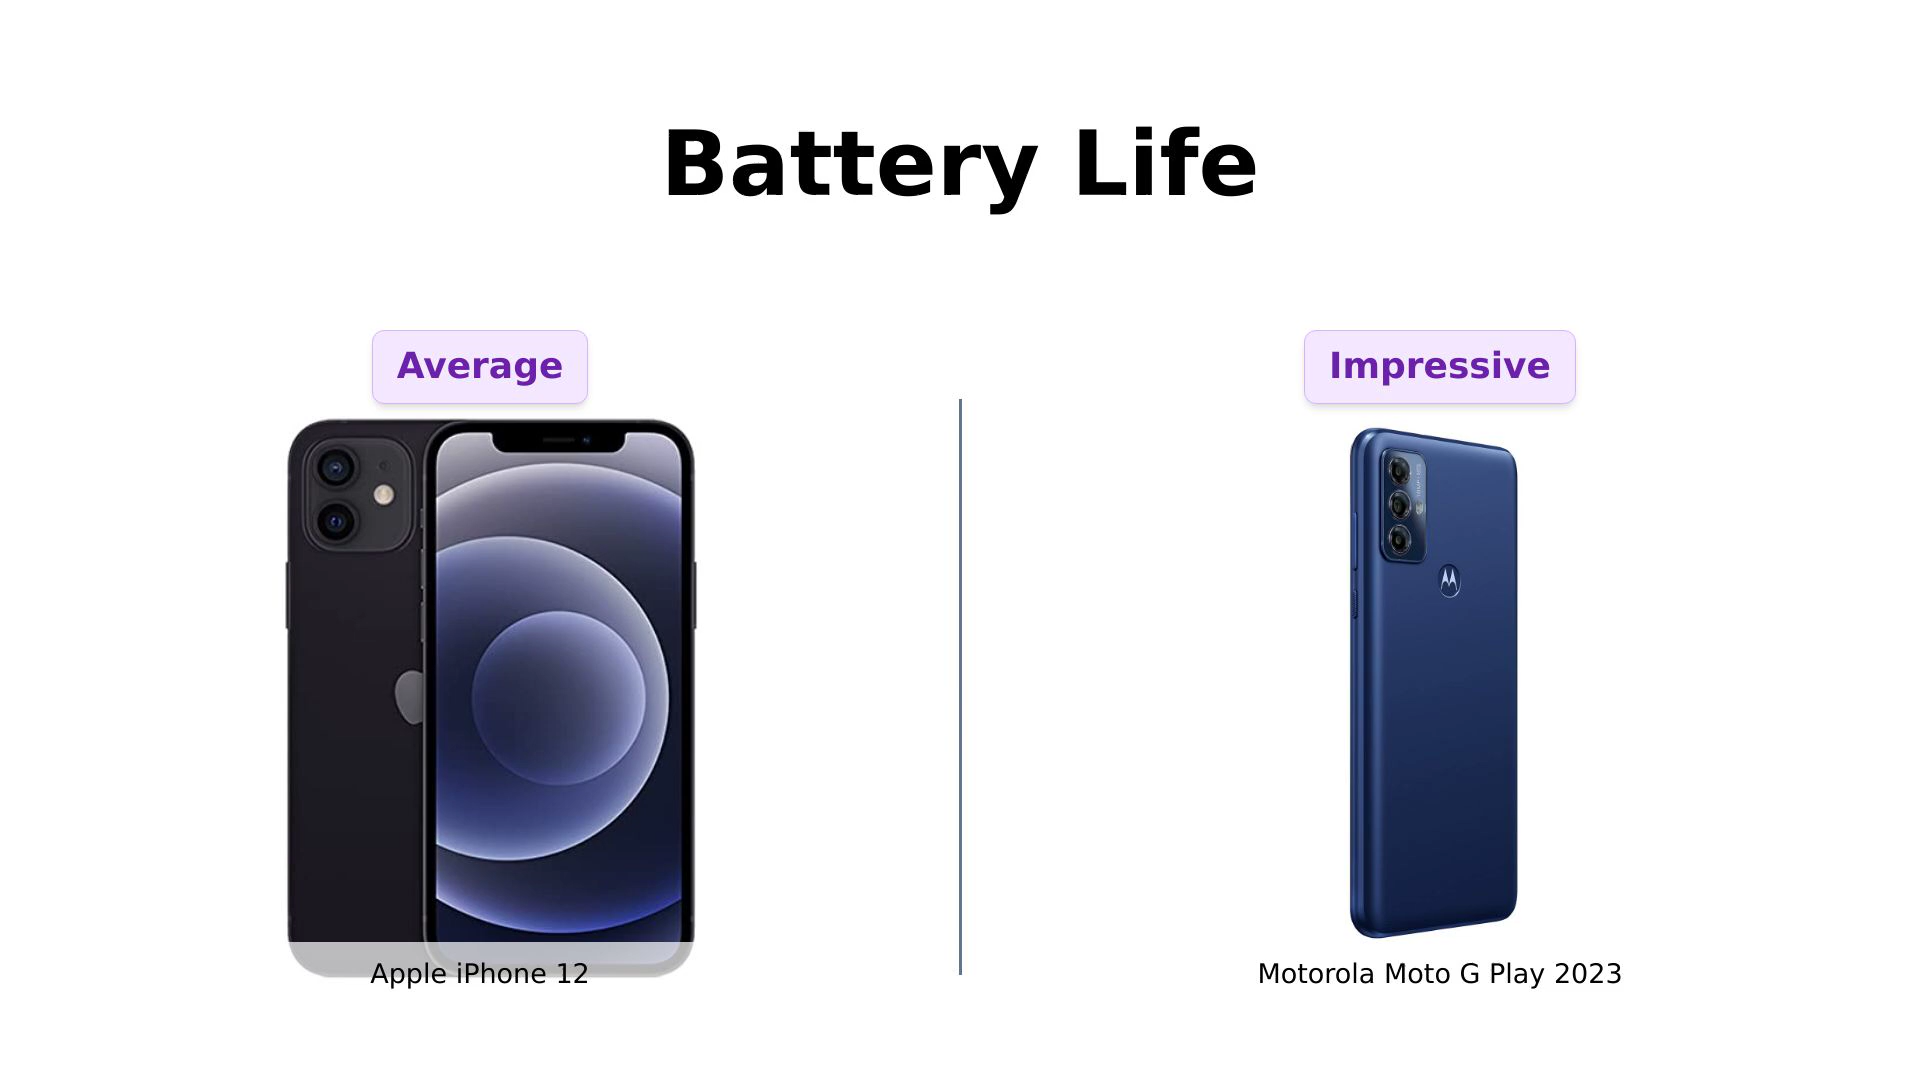 Battery Life
Average
Impressive
Apple iPhone 12
Motorola Moto G Play 2023